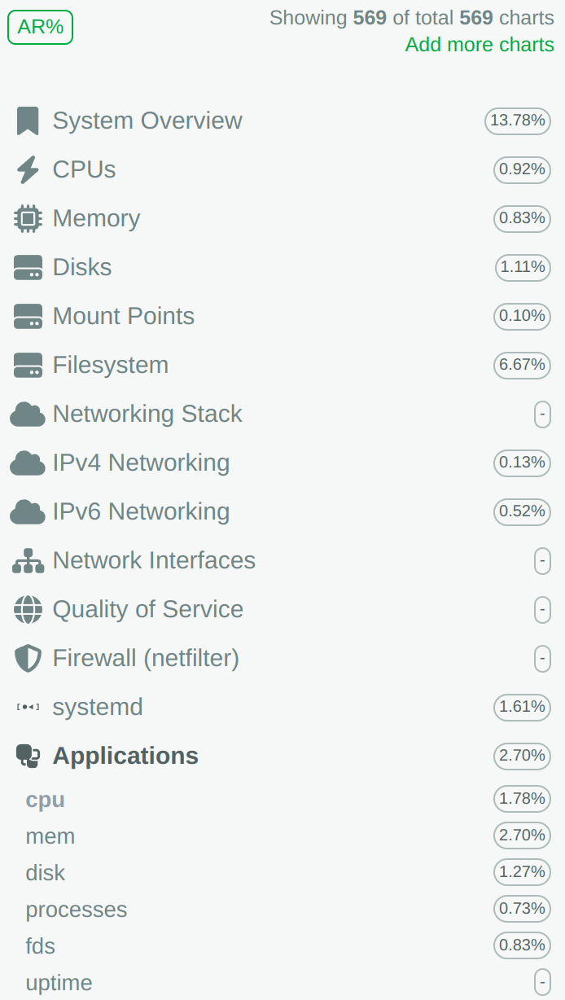 AR%
Showing 569 of total 569 charts
Add more charts
System Overview 13.78%
CPUs 0.92%
Memory 0.83%
Disks 1.11%
Mount Points 0.10%
Filesystem 6.67%
Networking Stack -
IPv4 Networking 0.13%
IPv6 Networking 0.52%
Network Interfaces -
Quality of Service -
Firewall (netfilter) -
systemd 1.61%
Applications 2.70%
cpu 1.78%
mem 2.70%
disk 1.27%
processes 0.73%
fds 0.83%
uptime -